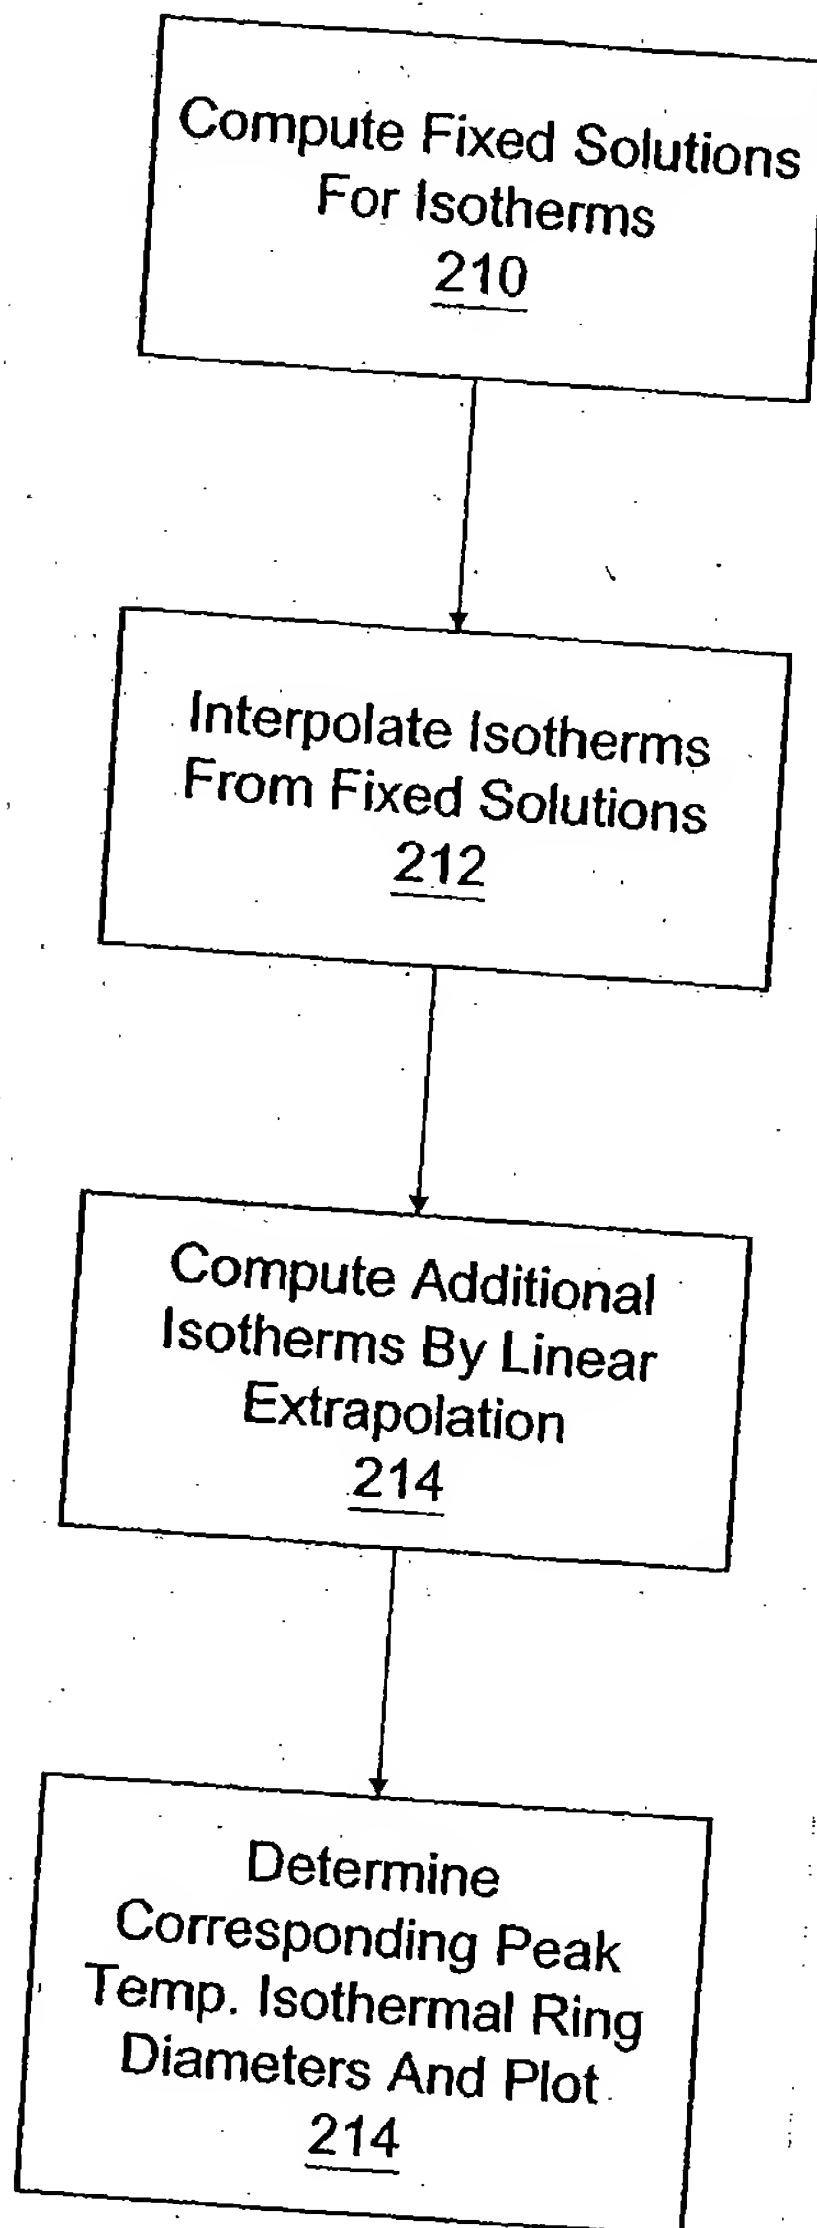 Compute Fixed Solutions
For Isotherms
210
Interpolate Isotherms
From Fixed Solutions
212
Compute Additional
Isotherms By Linear
Extrapolation
214
Determine
Corresponding Peak
Temp. Isothermal Ring
Diameters And Plot
214